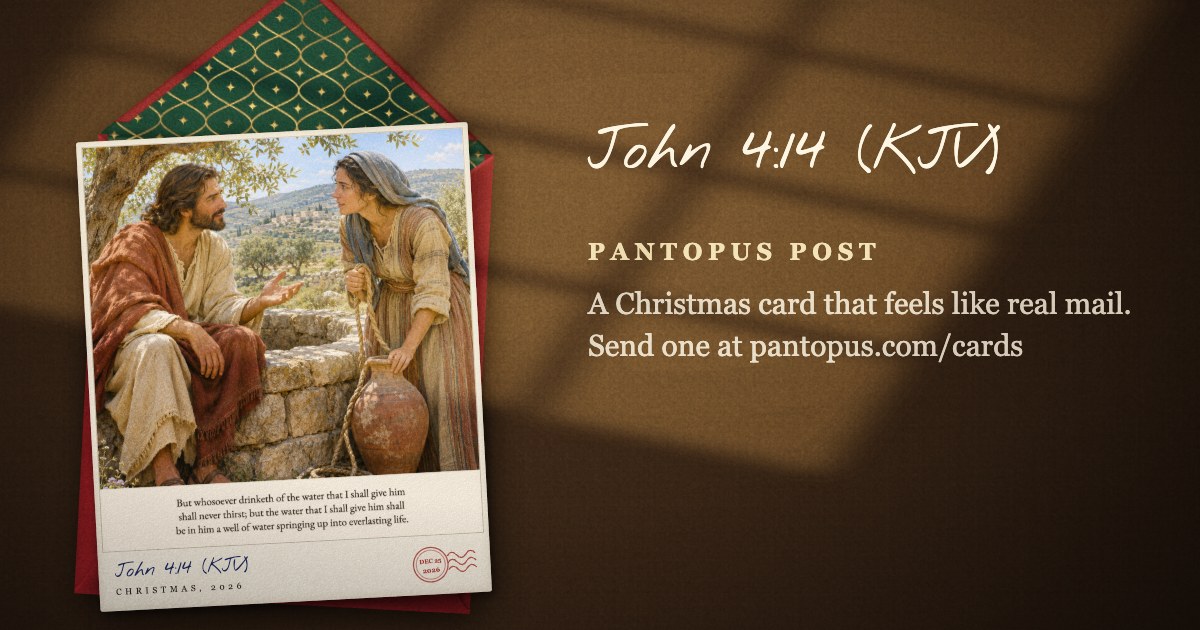 But whosoever drinketh of the water that I shall give him
shall never thirst; but the water that I shall give him shall
be in him a well of water springing up into everlasting life.
John 4:14 (KJV)
CHRISTMAS, 2026
DEC 25
2026
John 4:14 (KJV)
PANTOPUS POST
A Christmas card that feels like real mail.
Send one at pantopus.com/cards